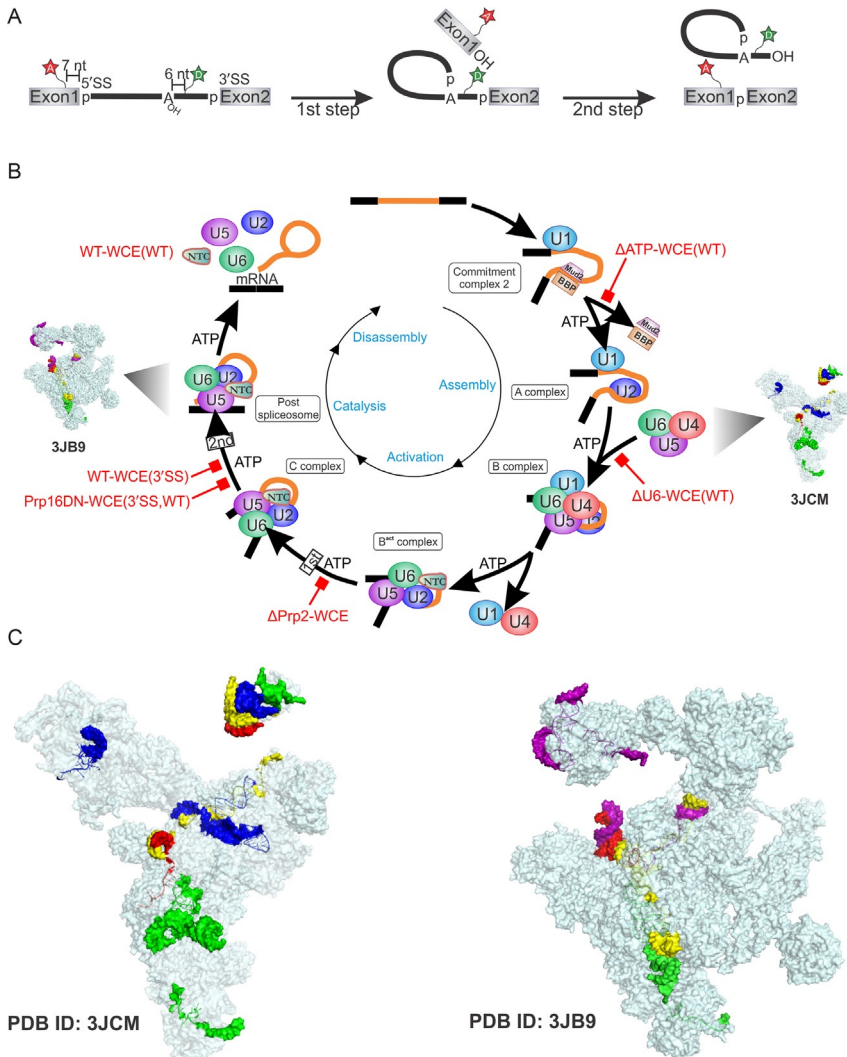 A
A
7 nt
5′SS
6 nt
D
3′SS
Exon1
p
A
OH
p
Exon2
1st step
A
Exon1
OH
p
D
A
p
Exon2
2nd step
p
D
A
OH
A
Exon1
p
Exon2
B
WT-WCE(WT)
U5
U2
NTC
U6
mRNA
U1
Mud2
BBP
Commitment
complex 2
ΔATP-WCE(WT)
ATP
Mud2
BBP
U1
U2
A complex
ATP
U6
U4
U5
ΔU6-WCE(WT)
3JCM
B complex
U1
U6
U4
U5
U2
ATP
U1
U4
Bact complex
U6
NTC
U5
U2
1st
ATP
ΔPrp2-WCE
C complex
U5
NTC
U2
U6
2nd
ATP
WT-WCE(3′SS)
Prp16DN-WCE(3′SS,WT)
Post
spliceosome
U6
U2
NTC
U5
ATP
3JB9
Disassembly
Assembly
Catalysis
Activation
C
PDB ID: 3JCM
PDB ID: 3JB9